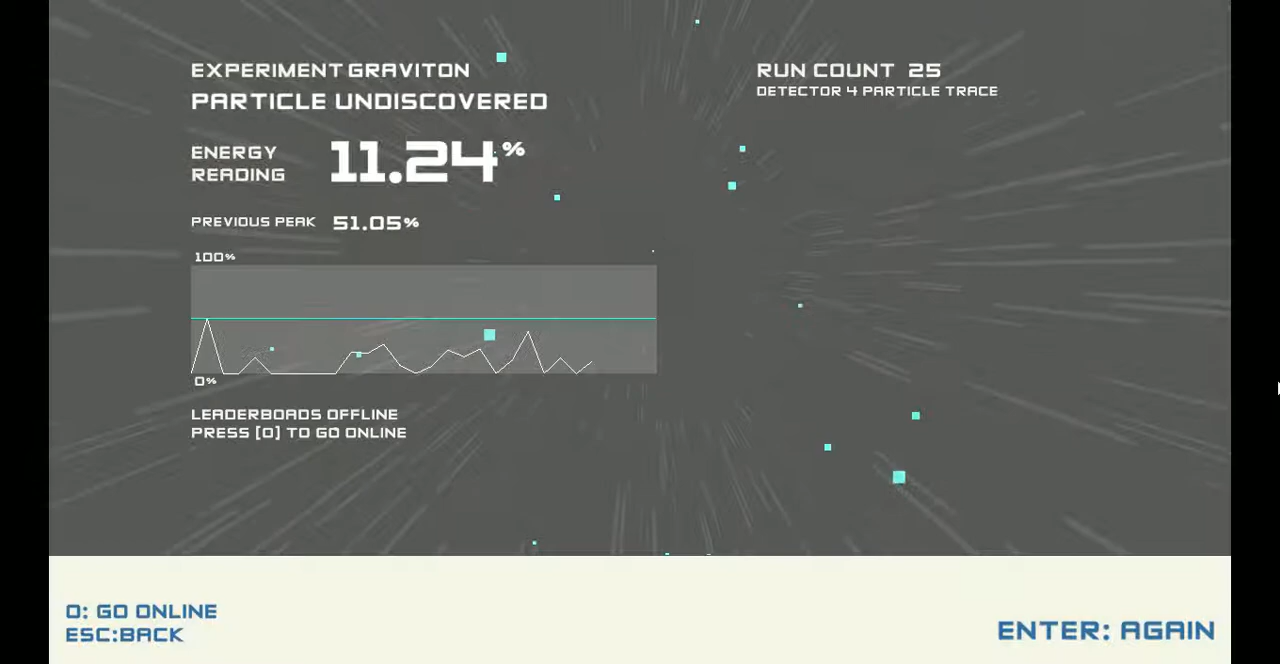 EXPERIMENT GRAVITON
PARTICLE UNDISCOVERED
ENERGY
READING
11.24%
PREVIOUS PEAK 51.05%
100%
0%
LEADERBOADS OFFLINE
PRESS [O] TO GO ONLINE
RUN COUNT 25
DETECTOR 4 PARTICLE TRACE
O: GO ONLINE
ESC:BACK
ENTER: AGAIN